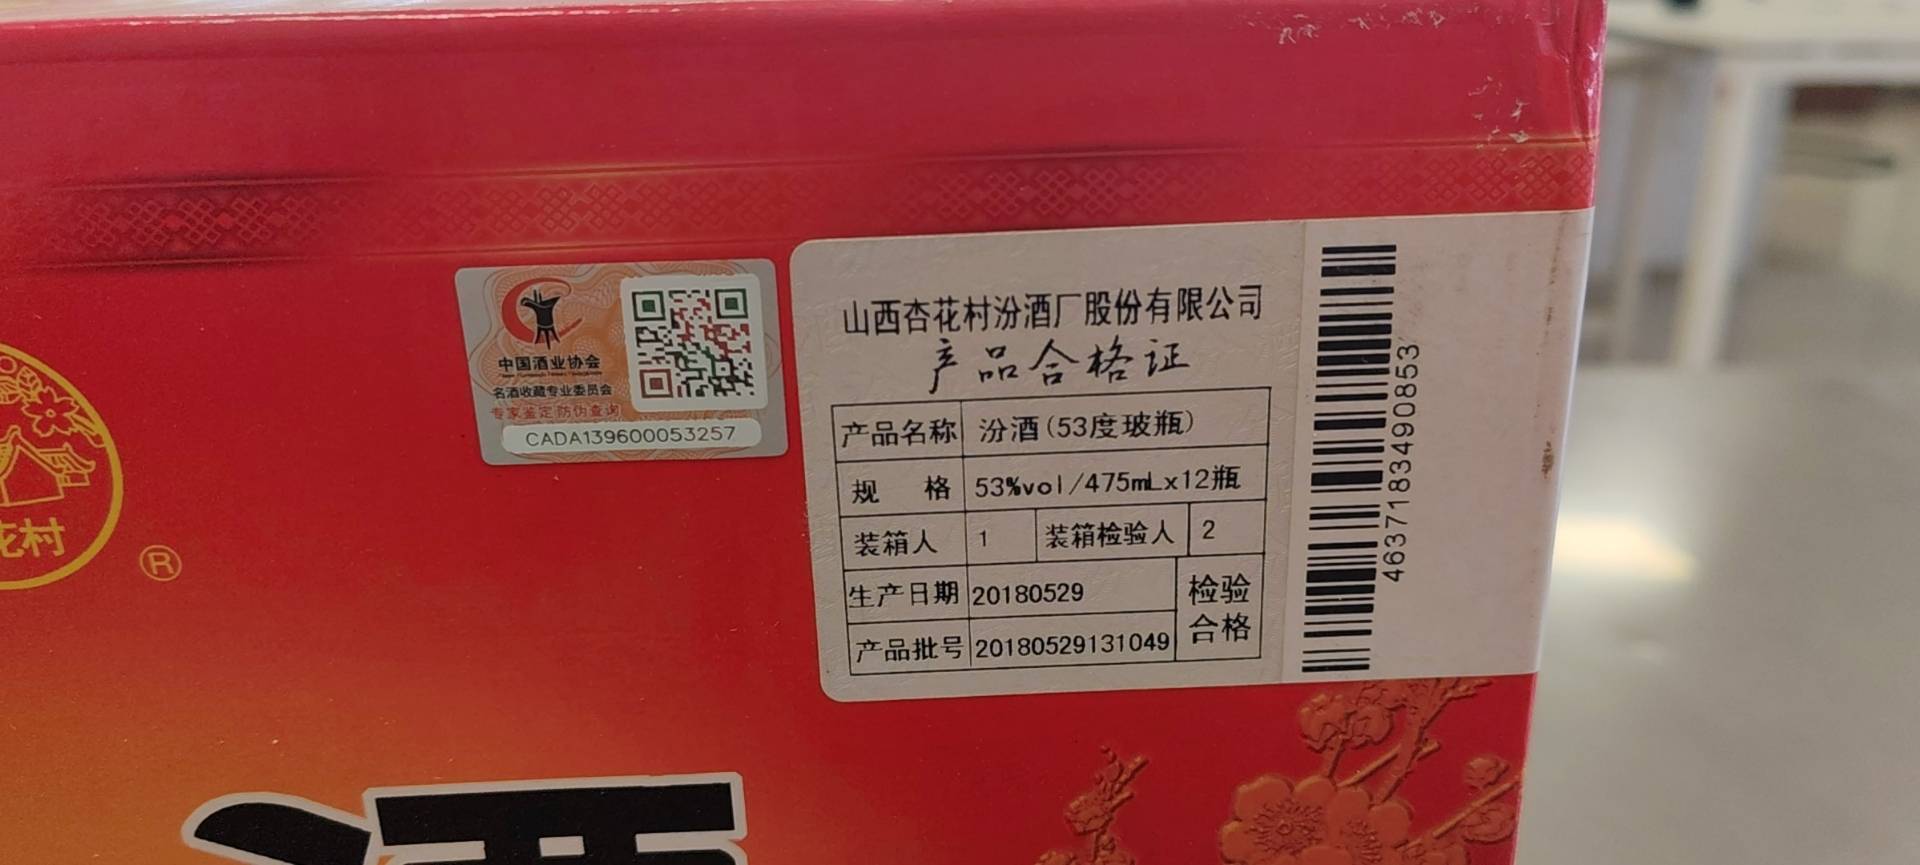 花村
®
中国酒业协会
名酒收藏专业委员会
专家鉴定 防伪查询
CADA139600053257
山西杏花村汾酒厂股份有限公司
产品合格证
产品名称 汾酒(53度玻瓶)
规 格 53%vol/475mLx12瓶
装箱人 1 装箱检验人 2
生产日期 20180529
产品批号 20180529131049
检验
合格
4637183490853
酒